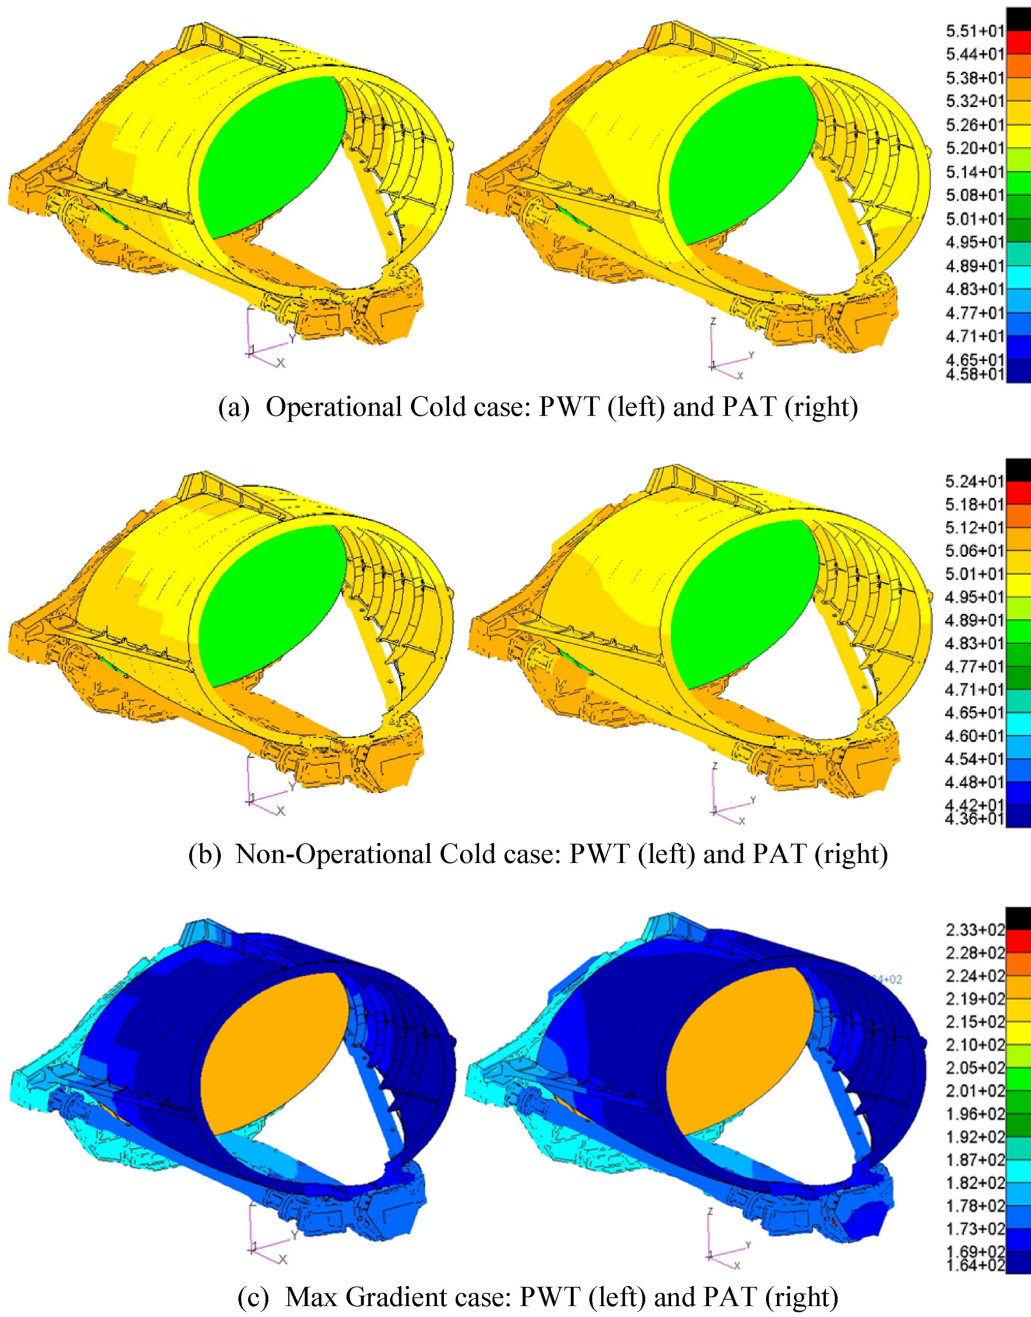 5.51+01
5.44+01
5.38+01
5.32+01
5.26+01
5.20+01
5.14+01
5.08+01
5.01+01
4.95+01
4.89+01
4.83+01
4.77+01
4.71+01
4.65+01
4.58+01
Z
Y
X
Z
Y
X
(a) Operational Cold case: PWT (left) and PAT (right)
5.24+01
5.18+01
5.12+01
5.06+01
5.01+01
4.95+01
4.89+01
4.83+01
4.77+01
4.71+01
4.65+01
4.60+01
4.54+01
4.48+01
4.42+01
4.36+01
Z
Y
X
Z
Y
X
(b) Non-Operational Cold case: PWT (left) and PAT (right)
2.33+02
2.28+02
2.24+02
2.19+02
2.15+02
2.10+02
2.05+02
2.01+02
1.96+02
1.92+02
1.87+02
1.82+02
1.78+02
1.73+02
1.69+02
1.64+02
Z
Y
X
Z
Y
X
(c) Max Gradient case: PWT (left) and PAT (right)